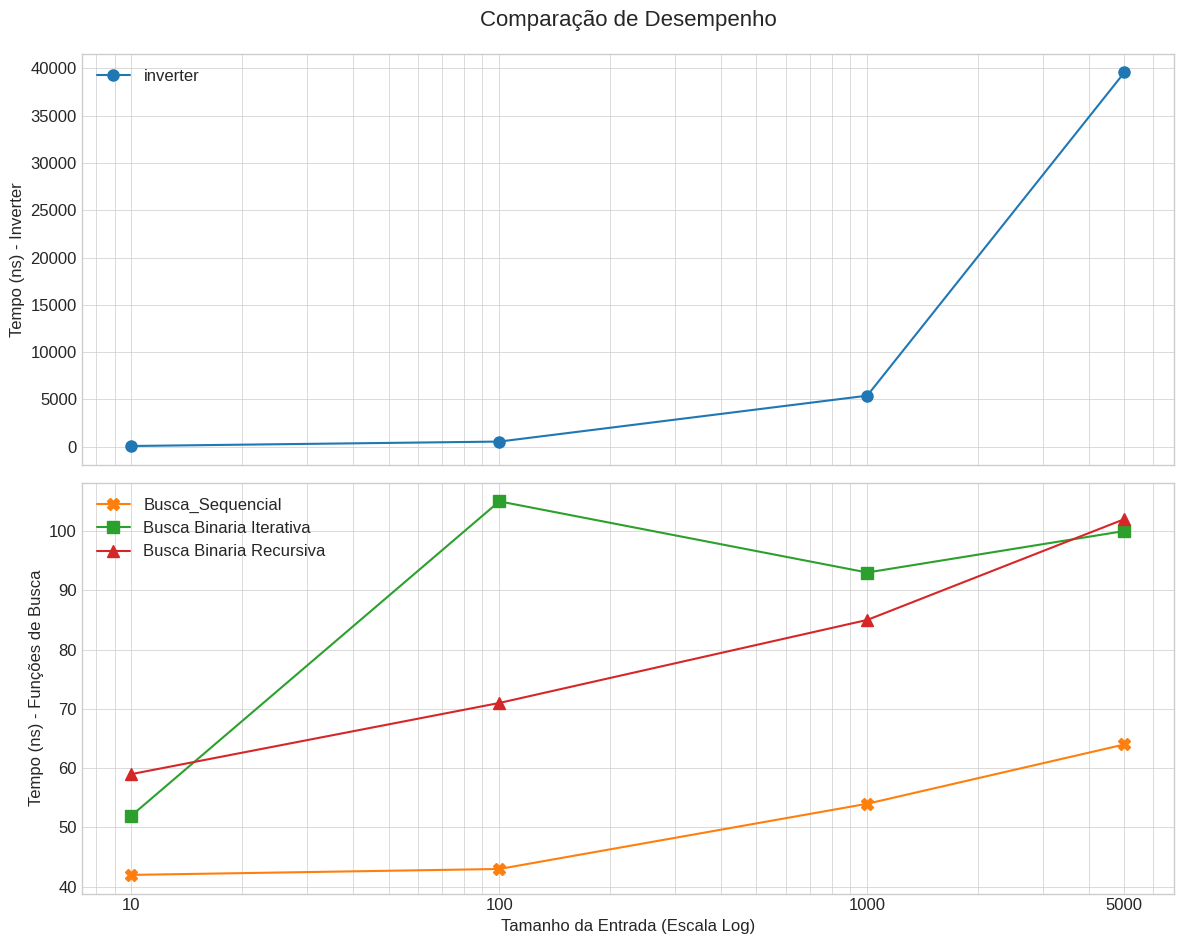 Comparação de Desempenho
inverter
40000
35000
30000
25000
20000
15000
10000
5000
0
Tempo (ns) - Inverter
Busca_Sequencial
Busca Binaria Iterativa
Busca Binaria Recursiva
100
90
80
70
60
50
40
Tempo (ns) - Funções de Busca
10 100 1000 5000
Tamanho da Entrada (Escala Log)